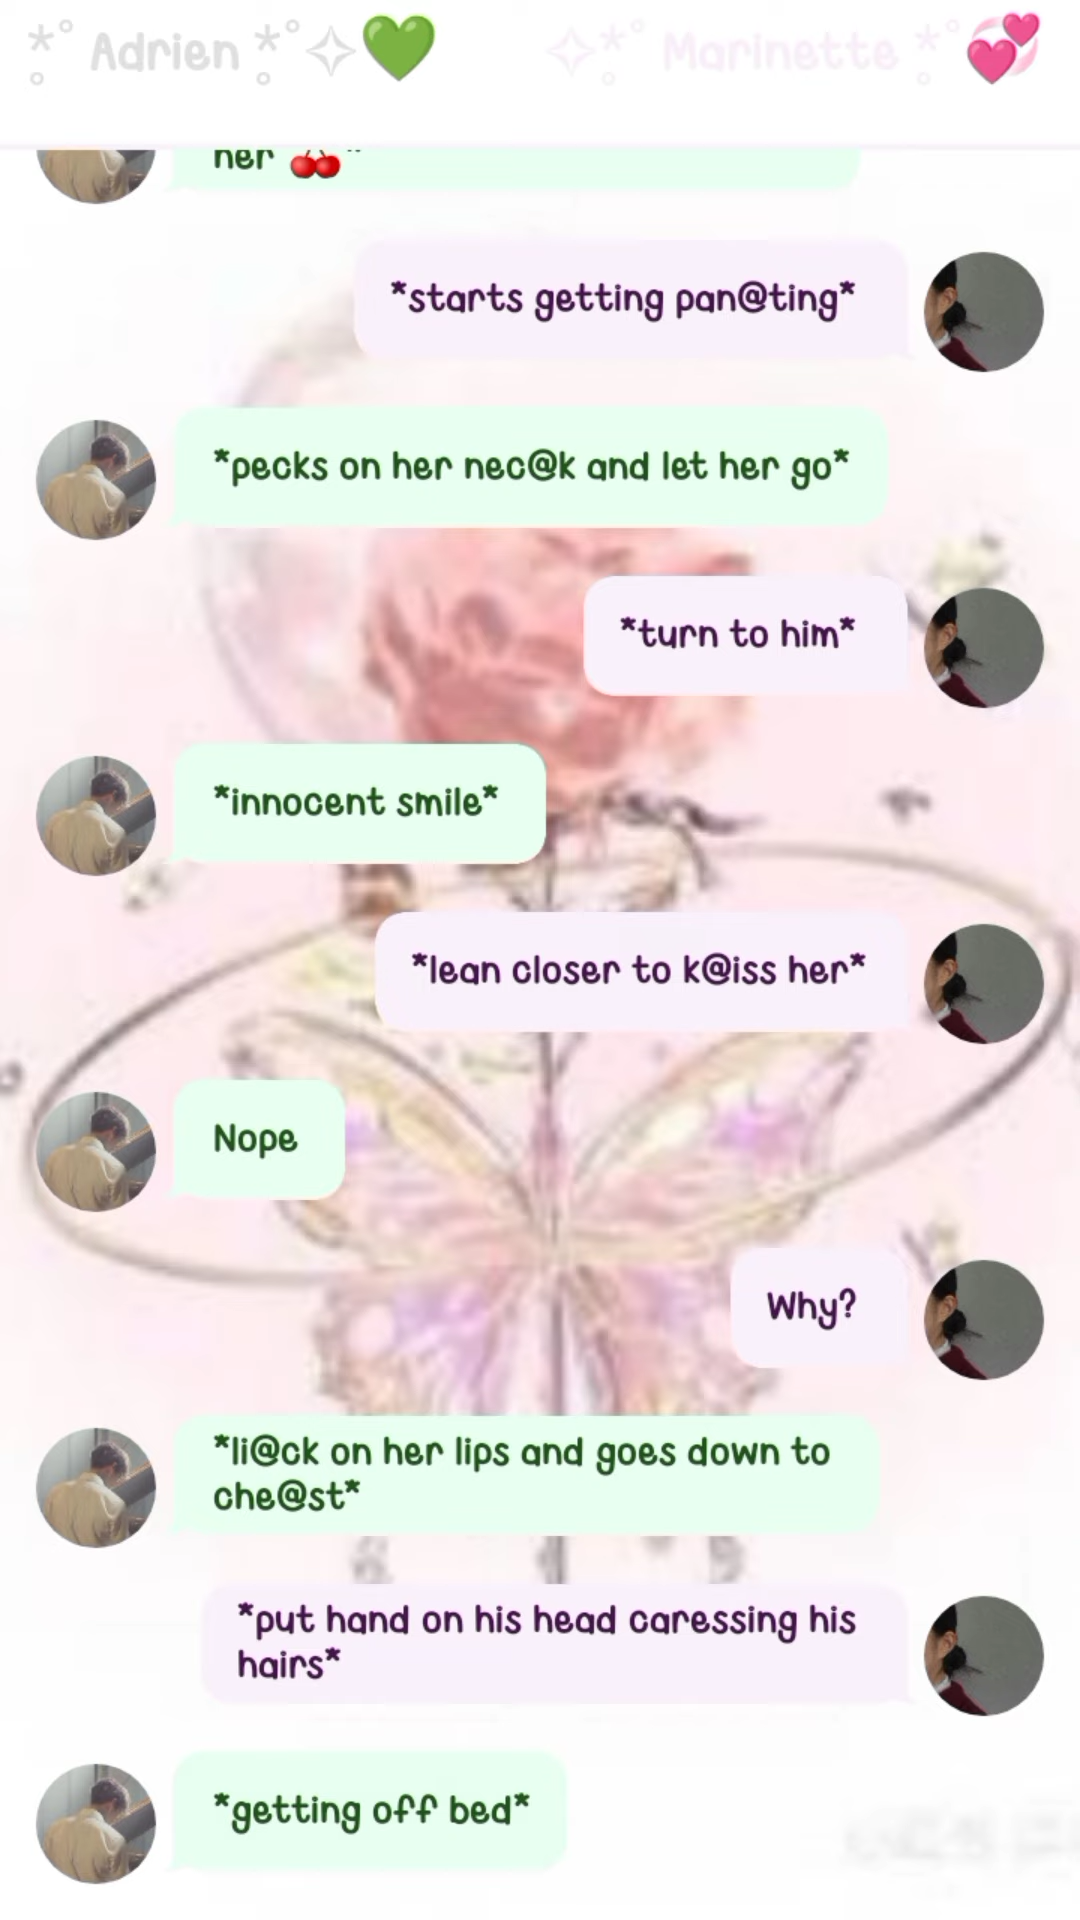 Adrien 💚 Marinette 💞
her 🍒*
*starts getting pan@ting*
*pecks on her nec@k and let her go*
*turn to him*
*innocent smile*
*lean closer to k@iss her*
Nope
Why?
*li@ck on her lips and goes down to
che@st*
*put hand on his head caressing his
hairs*
*getting off bed*